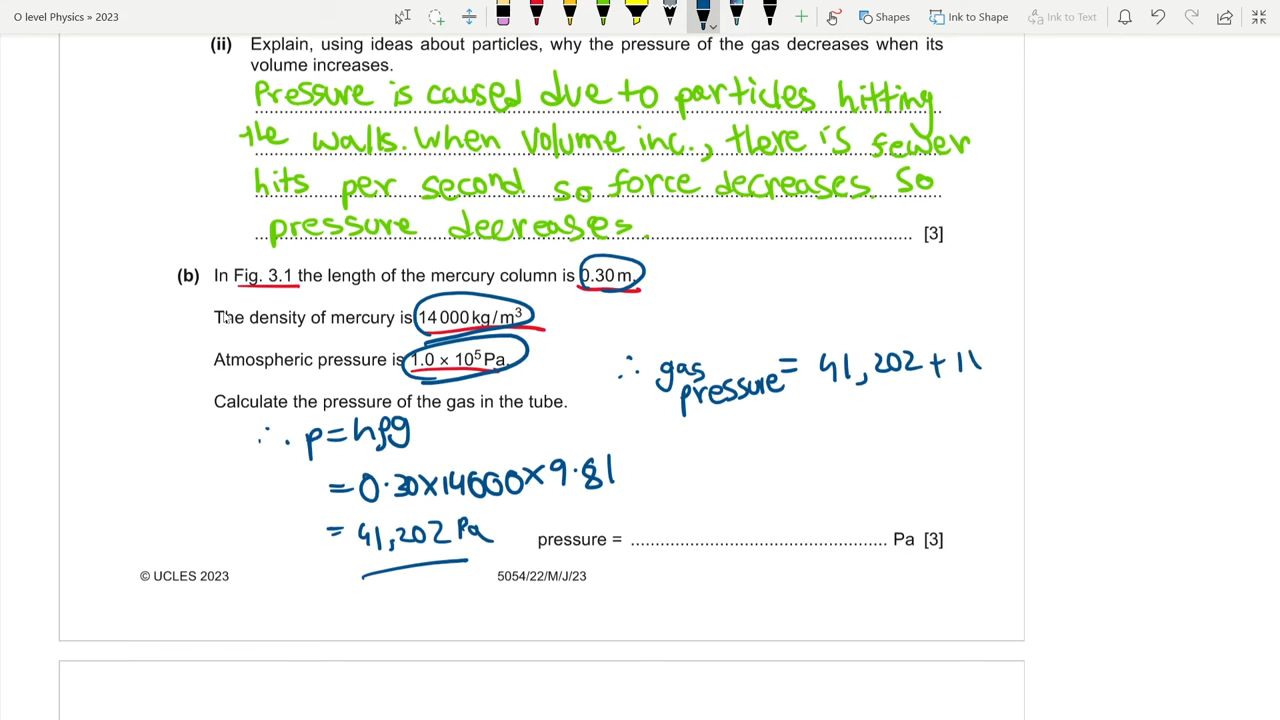 O level Physics » 2023
Shapes
Ink to Shape
Ink to Text
(ii) Explain, using ideas about particles, why the pressure of the gas decreases when its
volume increases.
Pressure is caused due to particles hitting
the walls. When volume inc., there is fewer
hits per second so force decreases. So
pressure decreases.
[3]
(b) In Fig. 3.1 the length of the mercury column is 0.30 m.
The density of mercury is 14 000 kg / m³
Atmospheric pressure is 1.0 × 10⁵ Pa.
∴ gas pressure = 41,202 + 1
Calculate the pressure of the gas in the tube.
∴ p = hρg
= 0.30 × 14000 × 9.81
= 41,202 Pa
pressure = ................................................. Pa [3]
© UCLES 2023
5054/22/M/J/23